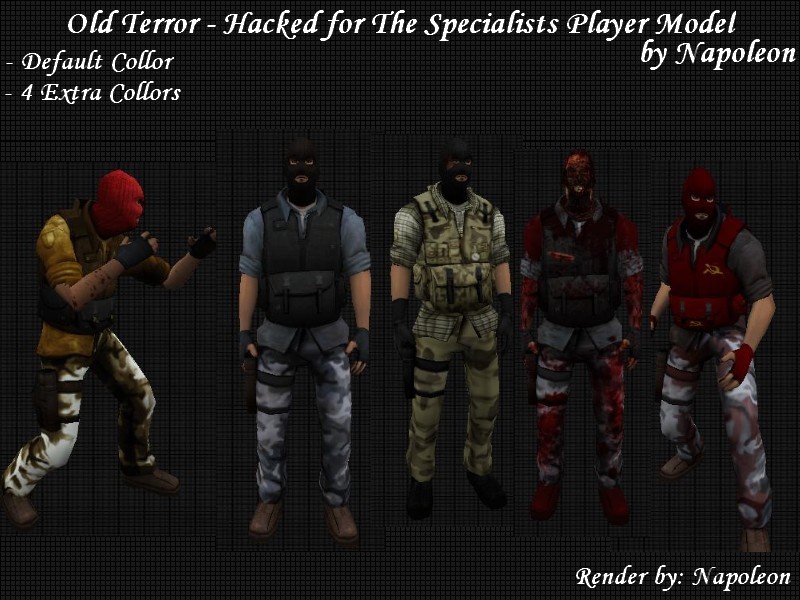 Old Terror - Hacked for The Specialists Player Model
by Napoleon
- Default Collor
- 4 Extra Collors
Render by: Napoleon